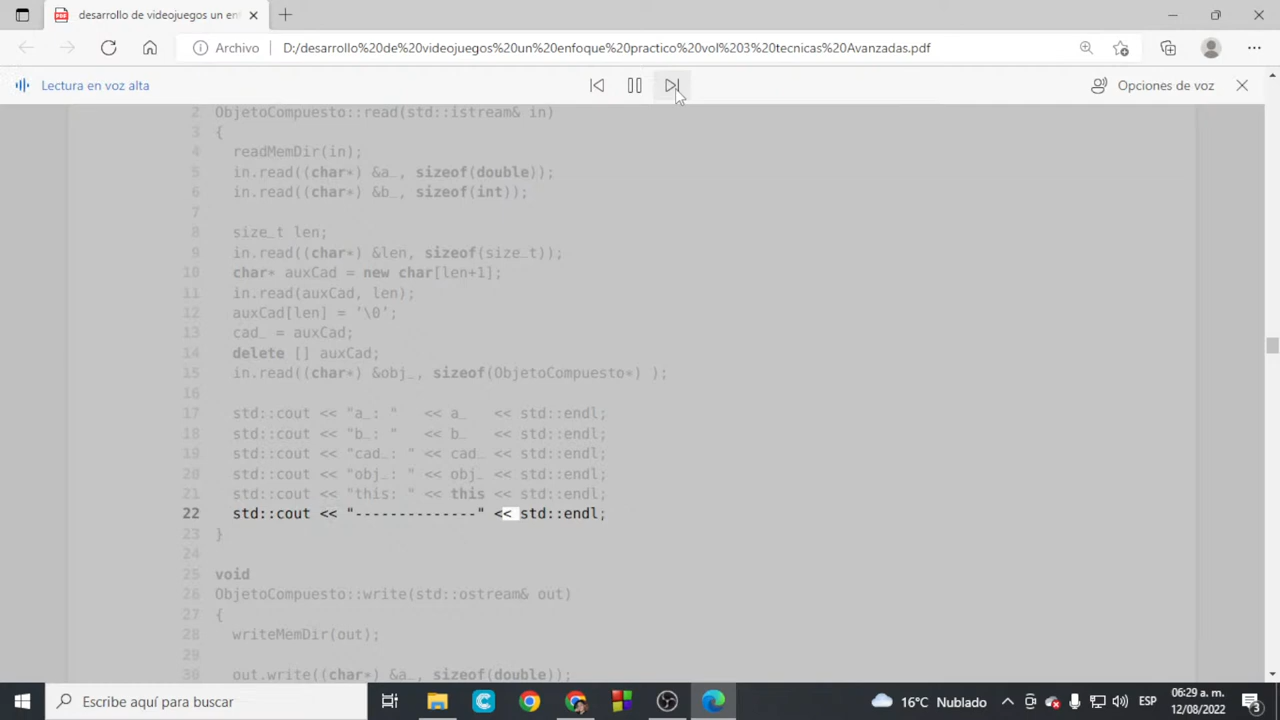 desarrollo de videojuegos un en
Archivo
D:/desarrollo%20de%20videojuegos%20un%20enfoque%20practico%20vol%203%20tecnicas%20Avanzadas.pdf
Lectura en voz alta
Opciones de voz
2 ObjetoCompuesto::read(std::istream& in)
3 {
4 readMemDir(in);
5 in.read((char*) &a_, sizeof(double));
6 in.read((char*) &b_, sizeof(int));
7
8 size_t len;
9 in.read((char*) &len, sizeof(size_t));
10 char* auxCad = new char[len+1];
11 in.read(auxCad, len);
12 auxCad[len] = '\0';
13 cad_ = auxCad;
14 delete [] auxCad;
15 in.read((char*) &obj_, sizeof(ObjetoCompuesto*) );
16
17 std::cout << "a_: " << a_ << std::endl;
18 std::cout << "b_: " << b_ << std::endl;
19 std::cout << "cad_: " << cad_ << std::endl;
20 std::cout << "obj_: " << obj_ << std::endl;
21 std::cout << "this: " << this << std::endl;
22 std::cout << "--------------" << std::endl;
23 }
24
25 void
26 ObjetoCompuesto::write(std::ostream& out)
27 {
28 writeMemDir(out);
29
30 out.write((char*) &a_, sizeof(double));
Escribe aquí para buscar
16°C Nublado
ESP
06:29 a. m.
12/08/2022
3